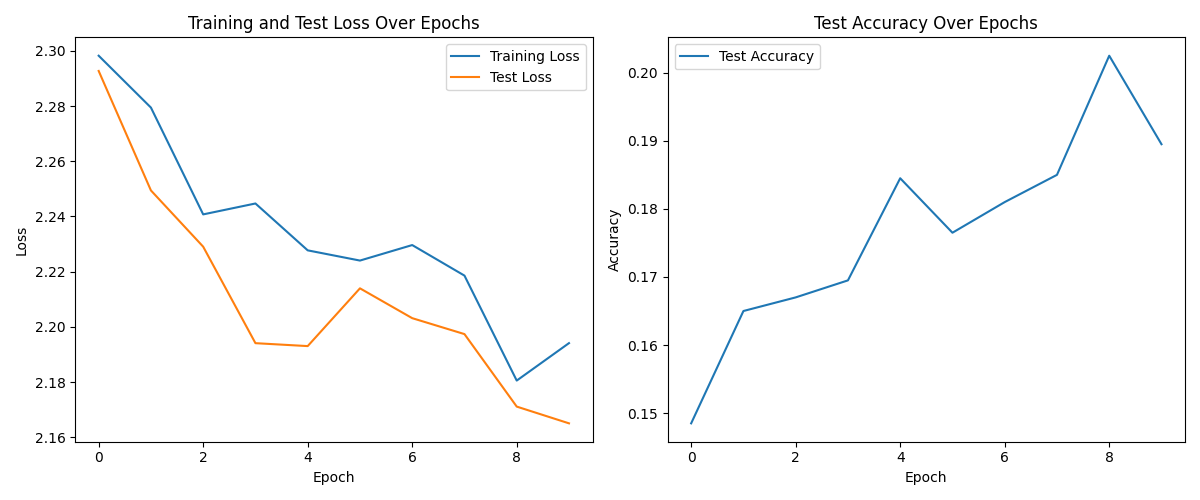 Training and Test Loss Over Epochs
Training Loss
Test Loss
2.30
2.28
2.26
2.24
2.22
2.20
2.18
2.16
Loss
0
2
4
6
8
Epoch
Test Accuracy Over Epochs
Test Accuracy
0.20
0.19
0.18
0.17
0.16
0.15
Accuracy
0
2
4
6
8
Epoch